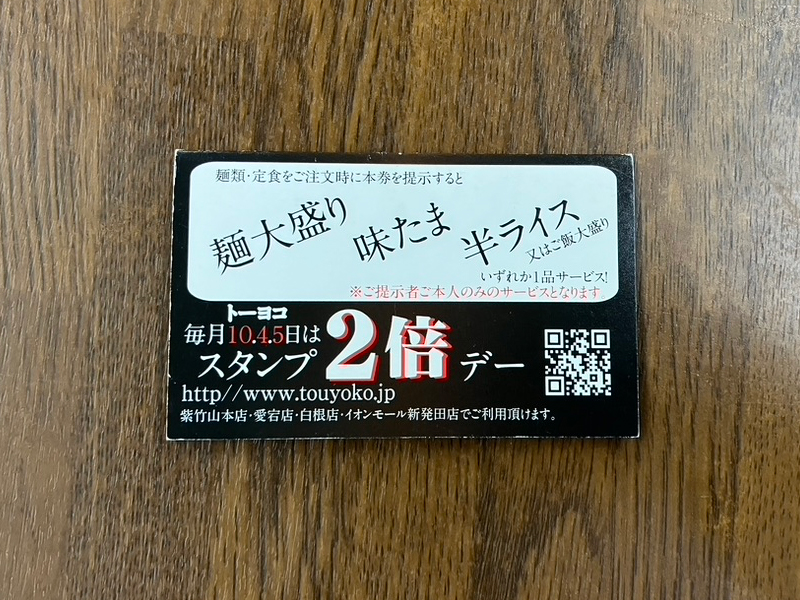 麺類・定食をご注文時に本券を提示すると
麺大盛り 味たま 半ライス
又はご飯大盛り
いずれか1品サービス!
※ご提示者ご本人のみのサービスとなります
トーヨコ
毎月10.4.5日は
スタンプ2倍デー
http//www.touyoko.jp
紫竹山本店・愛宕店・白根店・イオンモール新発田店でご利用頂けます。